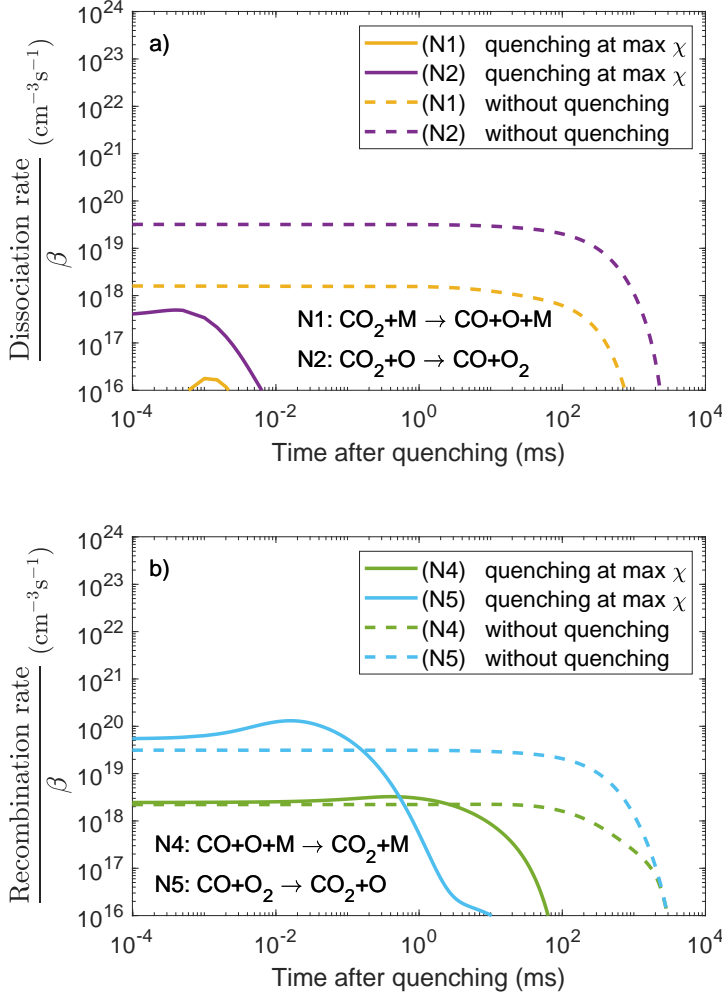 a)
(N1) quenching at max χ
(N2) quenching at max χ
(N1) without quenching
(N2) without quenching
10^24
10^23
10^22
10^21
10^20
10^19
10^18
10^17
10^16
Dissociation rate / β (cm⁻³s⁻¹)
N1: CO₂+M → CO+O+M
N2: CO₂+O → CO+O₂
10^-4 10^-2 10^0 10^2 10^4
Time after quenching (ms)
b)
(N4) quenching at max χ
(N5) quenching at max χ
(N4) without quenching
(N5) without quenching
10^24
10^23
10^22
10^21
10^20
10^19
10^18
10^17
10^16
Recombination rate / β (cm⁻³s⁻¹)
N4: CO+O+M → CO₂+M
N5: CO+O₂ → CO₂+O
10^-4 10^-2 10^0 10^2 10^4
Time after quenching (ms)